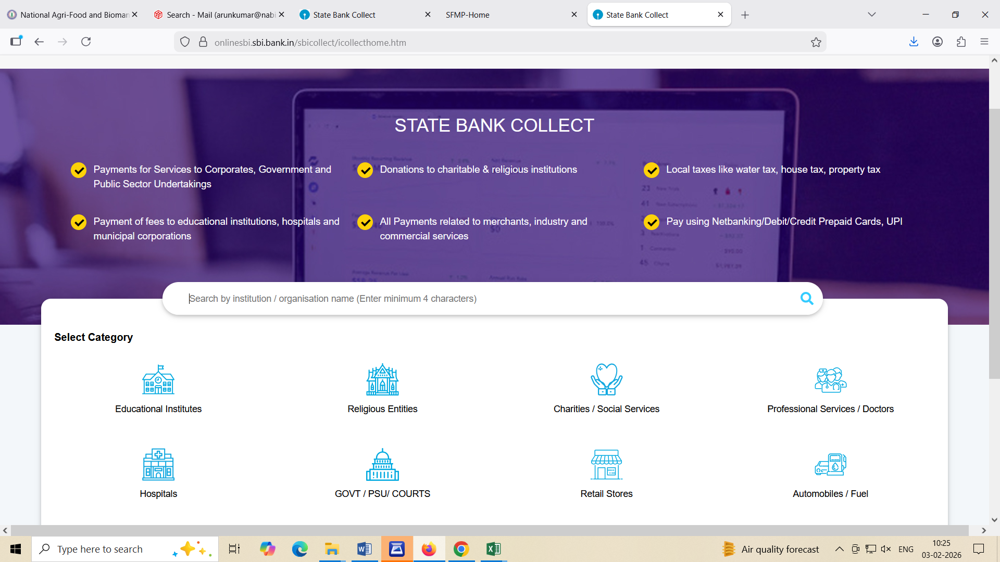 National Agri-Food and Bioman
Search - Mail (arunkumar@nabi
State Bank Collect
SFMP-Home
State Bank Collect
onlinesbi.sbi.bank.in/sbicollect/icollecthome.htm
STATE BANK COLLECT
Payments for Services to Corporates, Government and
Public Sector Undertakings
Donations to charitable & religious institutions
Local taxes like water tax, house tax, property tax
Payment of fees to educational institutions, hospitals and
municipal corporations
All Payments related to merchants, industry and
commercial services
Pay using Netbanking/Debit/Credit Prepaid Cards, UPI
Search by institution / organisation name (Enter minimum 4 characters)
Select Category
Educational Institutes
Religious Entities
Charities / Social Services
Professional Services / Doctors
Hospitals
GOVT / PSU/ COURTS
Retail Stores
Automobiles / Fuel
Type here to search
Air quality forecast
ENG
10:25
03-02-2026